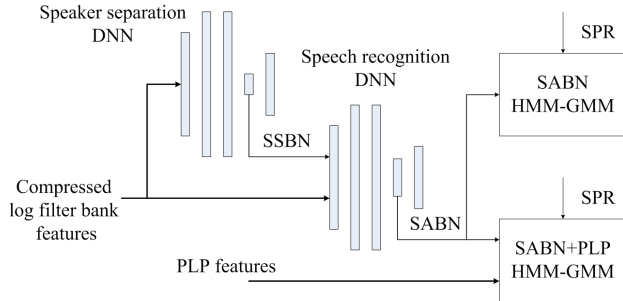 Speaker separation
DNN
SPR
Speech recognition
DNN
SABN
HMM-GMM
SSBN
Compressed
log filter bank
features
SPR
SABN
SABN+PLP
HMM-GMM
PLP features